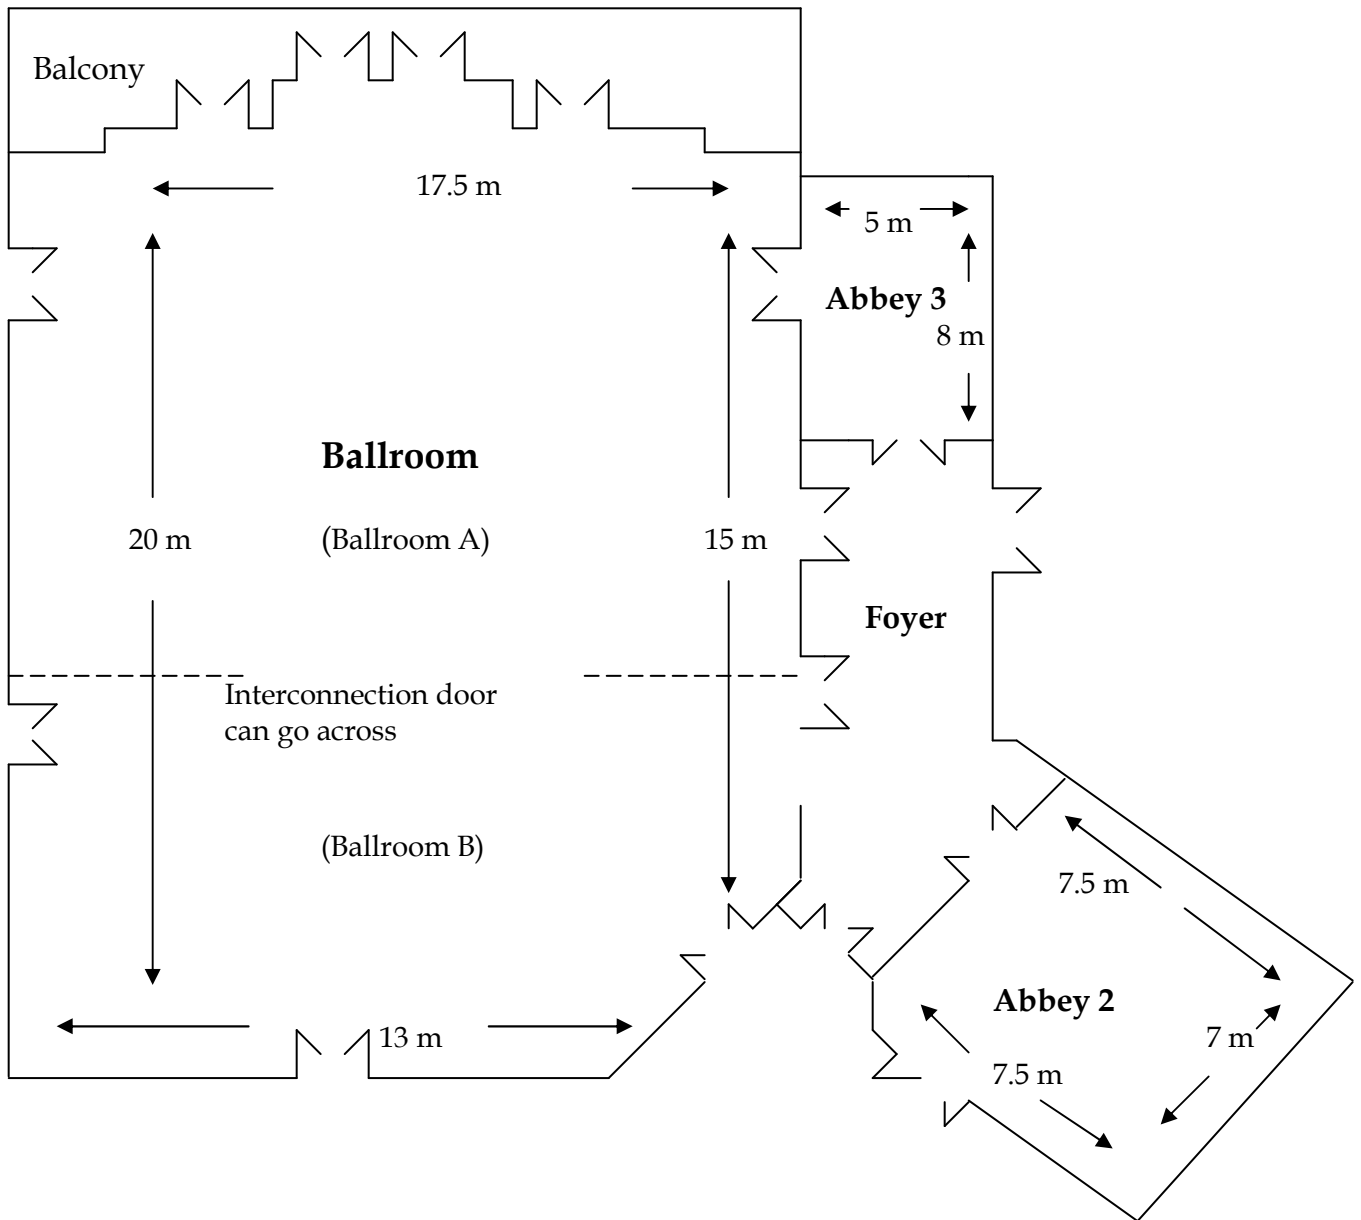 Balcony
17.5 m
5 m
Abbey 3
8 m
Ballroom
(Ballroom A)
20 m
15 m
Foyer
Interconnection door
can go across
(Ballroom B)
7.5 m
Abbey 2
13 m
7 m
7.5 m